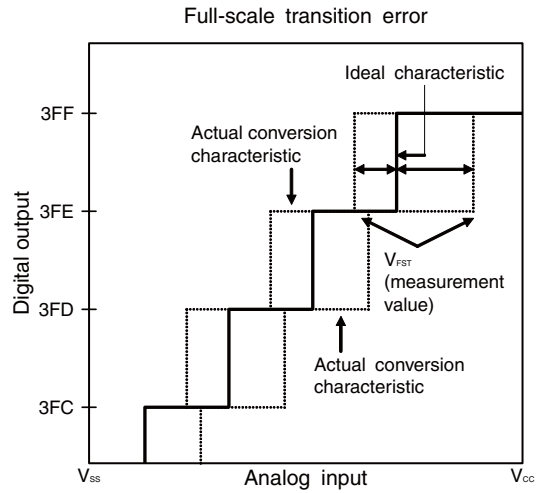 Full-scale transition error
Ideal characteristic
3FF
Actual conversion
characteristic
3FE
Digital output
VFST
(measurement
value)
3FD
Actual conversion
characteristic
3FC
VSS
Analog input
VCC